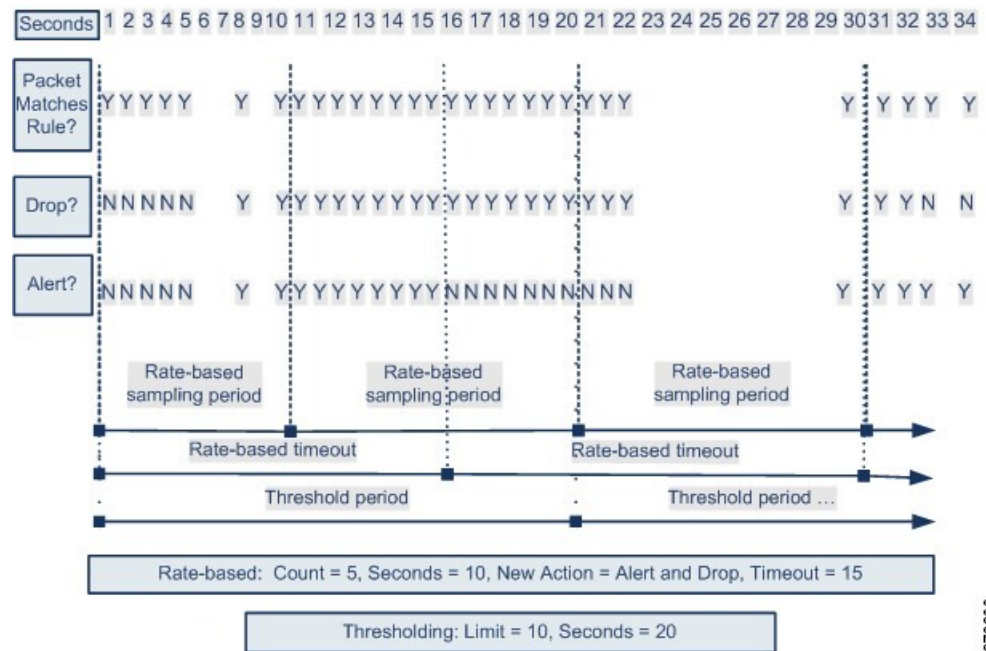 Seconds 1 2 3 4 5 6 7 8 9 10 11 12 13 14 15 16 17 18 19 20 21 22 23 24 25 26 27 28 29 30 31 32 33 34
Packet
Matches
Rule?
Y Y Y Y Y Y Y Y Y Y Y Y Y Y Y Y Y Y Y Y Y Y Y Y Y Y Y Y Y Y
Drop?
N N N N N Y Y Y Y Y Y Y Y Y Y Y Y Y Y Y Y Y Y Y Y Y Y Y N N
Alert?
N N N N N Y Y Y Y Y Y Y Y Y Y N N N N N N N N N N Y Y Y Y Y
Rate-based
sampling period
Rate-based
sampling period
Rate-based
sampling period
Rate-based timeout
Rate-based timeout
Threshold period
Threshold period ...
Rate-based: Count = 5, Seconds = 10, New Action = Alert and Drop, Timeout = 15
Thresholding: Limit = 10, Seconds = 20